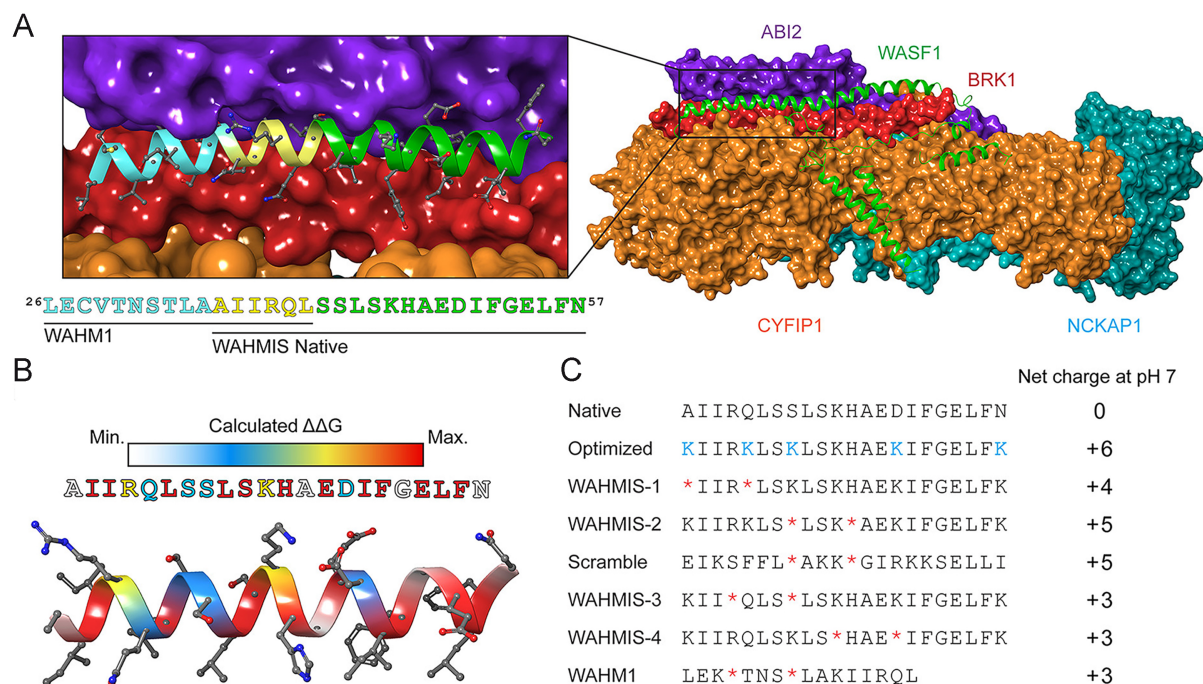 A
ABI2
WASF1
BRK1
CYFIP1
NCKAP1
26LECVTNSTLAAIIRQLSSLSKHAEDIFGELFN57
WAHM1
WAHMIS Native
B
Calculated ΔΔG
Min.
Max.
AIIRQLSSLSKHAEDIFGELFN
C
Net charge at pH 7
Native AIIRQLSSLSKHAEDIFGELFN 0
Optimized KIIRKLSKLSKHAEKIFGELFK +6
WAHMIS-1 *IIR*LSKLSKHAEKIFGELFK +4
WAHMIS-2 KIIRKLS*LSK*AEKIFGELFK +5
Scramble EIKSFFL*AKK*GIRKKSELLI +5
WAHMIS-3 KII*QLS*LSKHAEKIFGELFK +3
WAHMIS-4 KIIRQLSKLS*HAE*IFGELFK +3
WAHM1 LEK*TNS*LAKIIRQL +3